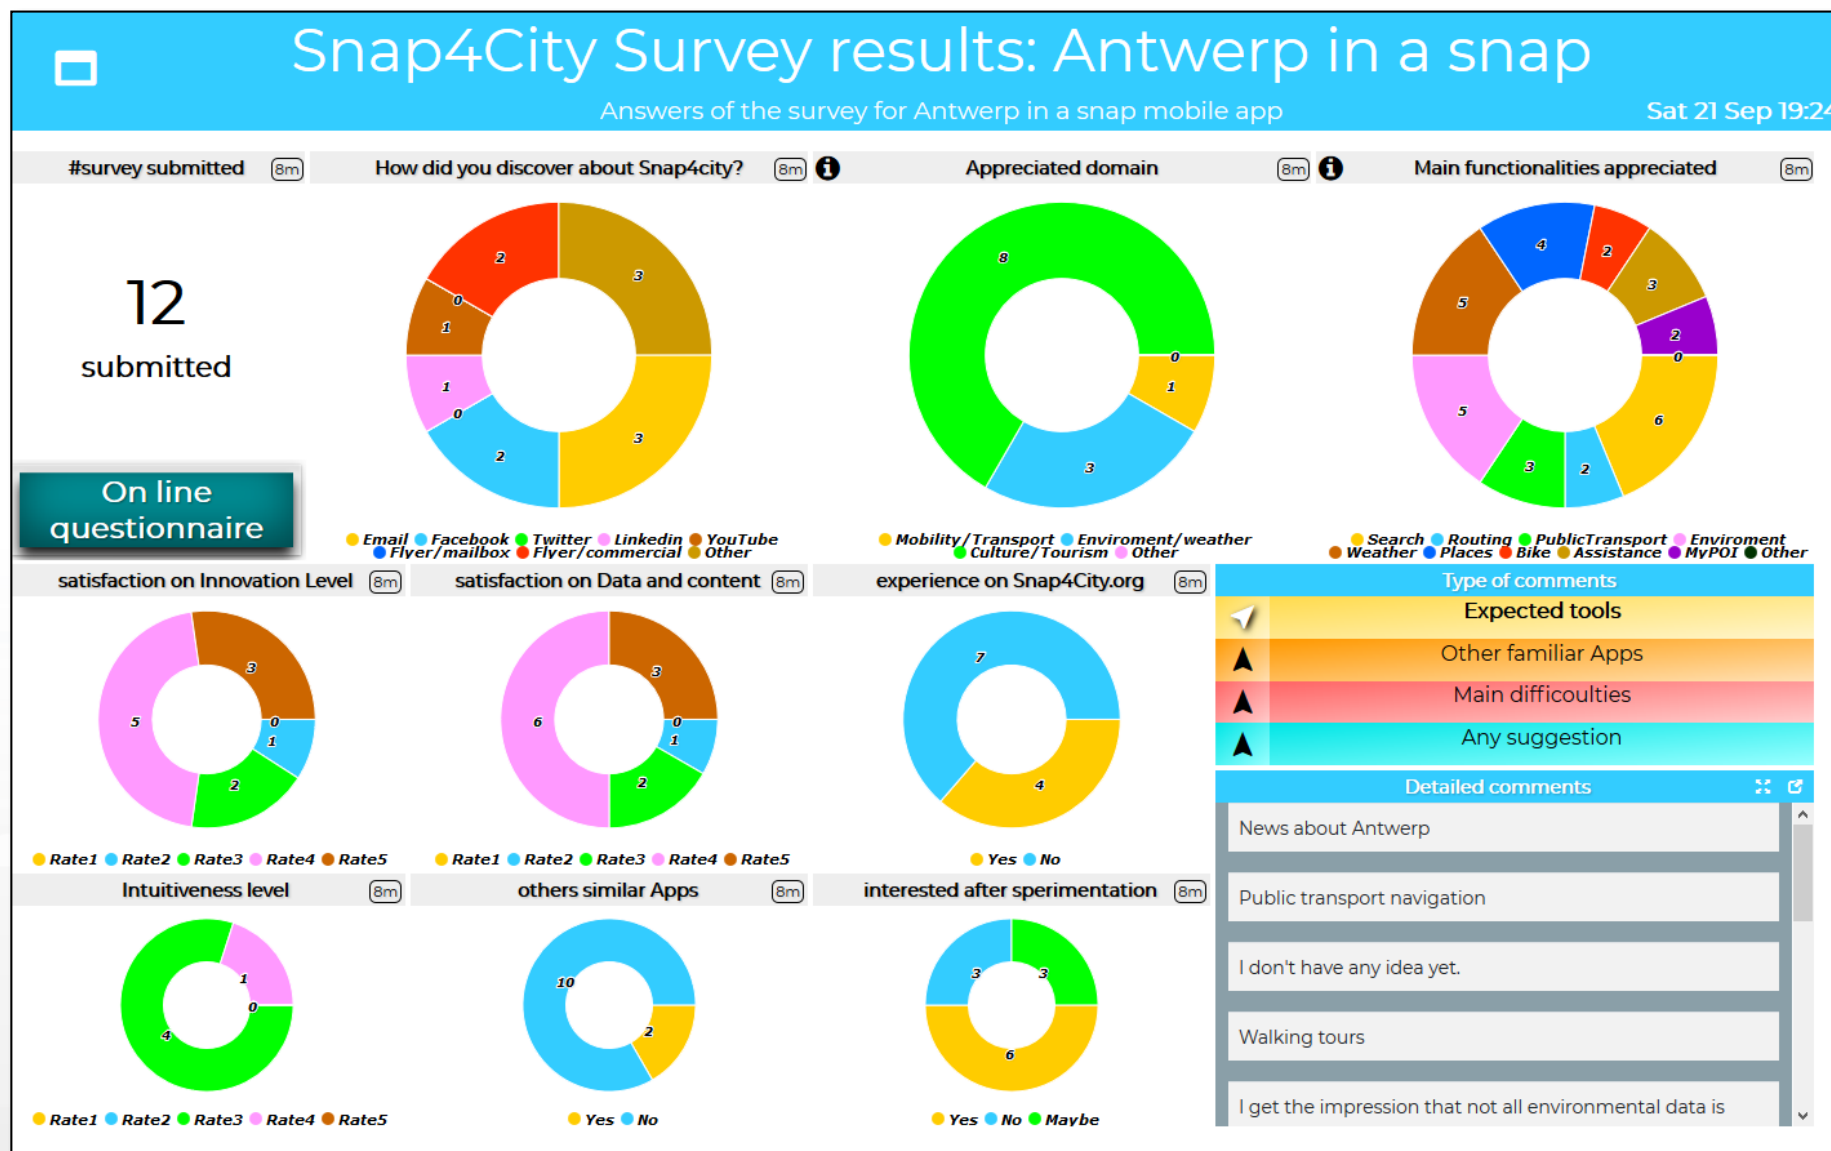 Snap4City Survey results: Antwerp in a snap
Answers of the survey for Antwerp in a snap mobile app
Sat 21 Sep 19:24
#survey submitted
8m
12
submitted
On line
questionnaire
How did you discover about Snap4city?
8m
2
3
0
1
1
0
2
3
Email Facebook Twitter Linkedin YouTube
Flyer/mailbox Flyer/commercial Other
Appreciated domain
8m
8
0
1
3
Mobility/Transport Enviroment/weather
Culture/Tourism Other
Main functionalities appreciated
8m
4
2
3
5
2
0
5
6
3
2
Search Routing PublicTransport Enviroment
Weather Places Bike Assistance MyPOI Other
satisfaction on Innovation Level
8m
3
5
0
1
2
Rate1 Rate2 Rate3 Rate4 Rate5
satisfaction on Data and content
8m
3
6
0
1
2
Rate1 Rate2 Rate3 Rate4 Rate5
experience on Snap4City.org
8m
7
4
Yes No
Type of comments
Expected tools
Other familiar Apps
Main difficoulties
Any suggestion
Intuitiveness level
8m
1
0
4
Rate1 Rate2 Rate3 Rate4 Rate5
others similar Apps
8m
10
2
Yes No
interested after sperimentation
8m
3
3
6
Yes No Maybe
Detailed comments
News about Antwerp
Public transport navigation
I don't have any idea yet.
Walking tours
I get the impression that not all environmental data is